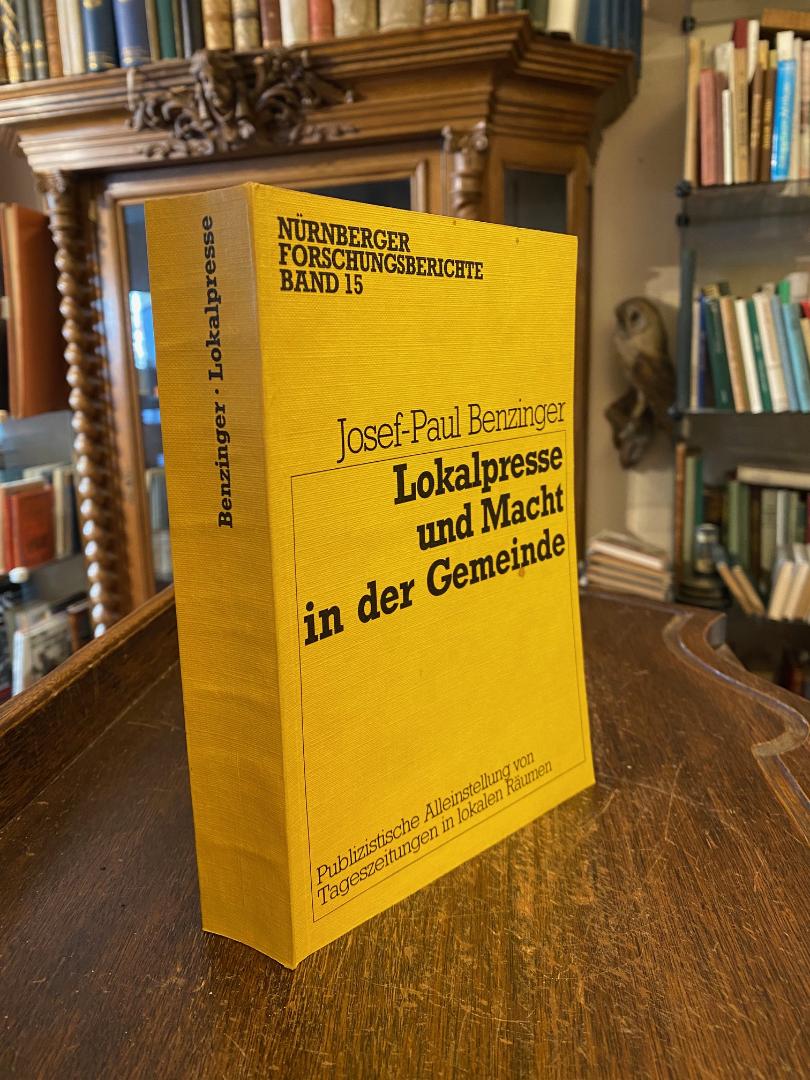 Benzinger · Lokalpresse
NÜRNBERGER
FORSCHUNGSBERICHTE
BAND 15
Josef-Paul Benzinger
Lokalpresse
und Macht
in der Gemeinde
Publizistische Alleinstellung von
Tageszeitungen in lokalen Räumen